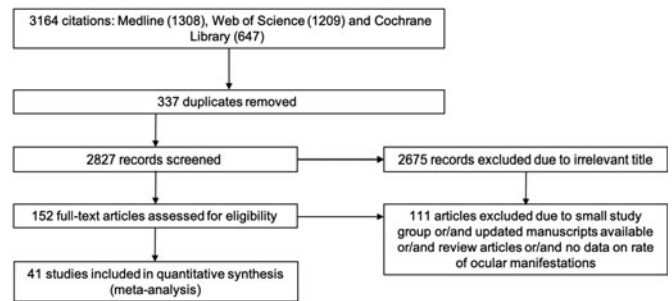 3164 citations: Medline (1308), Web of Science (1209) and Cochrane
Library (647)
337 duplicates removed
2827 records screened
2675 records excluded due to irrelevant title
152 full-text articles assessed for eligibility
111 articles excluded due to small study
group or/and updated manuscripts available
or/and review articles or/and no data on rate
of ocular manifestations
41 studies included in quantitative synthesis
(meta-analysis)